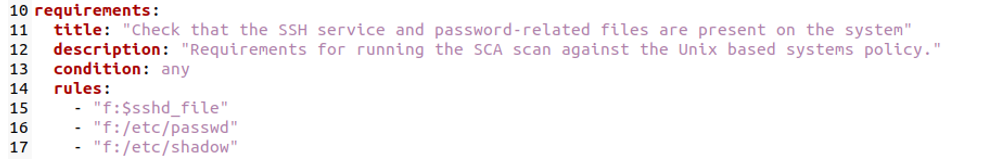 10 requirements:
11   title: "Check that the SSH service and password-related files are present on the system"
12   description: "Requirements for running the SCA scan against the Unix based systems policy."
13   condition: any
14   rules:
15     - "f:$sshd_file"
16     - "f:/etc/passwd"
17     - "f:/etc/shadow"